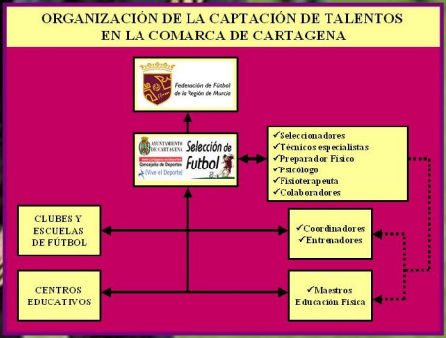 ORGANIZACIÓN DE LA CAPTACIÓN DE TALENTOS
EN LA COMARCA DE CARTAGENA
Federación de Fútbol
de la Región de Murcia
AYUNTAMIENTO
DE CARTAGENA
Concejalía de Deportes
¡Vive el Deporte!
Selección de
Futbol
✓Seleccionadores
✓Técnicos especialistas
✓Preparador Físico
✓Psicólogo
✓Fisioterapeuta
✓Colaboradores
CLUBES Y
ESCUELAS
DE FÚTBOL
✓Coordinadores
✓Entrenadores
CENTROS
EDUCATIVOS
✓Maestros
Educación Física